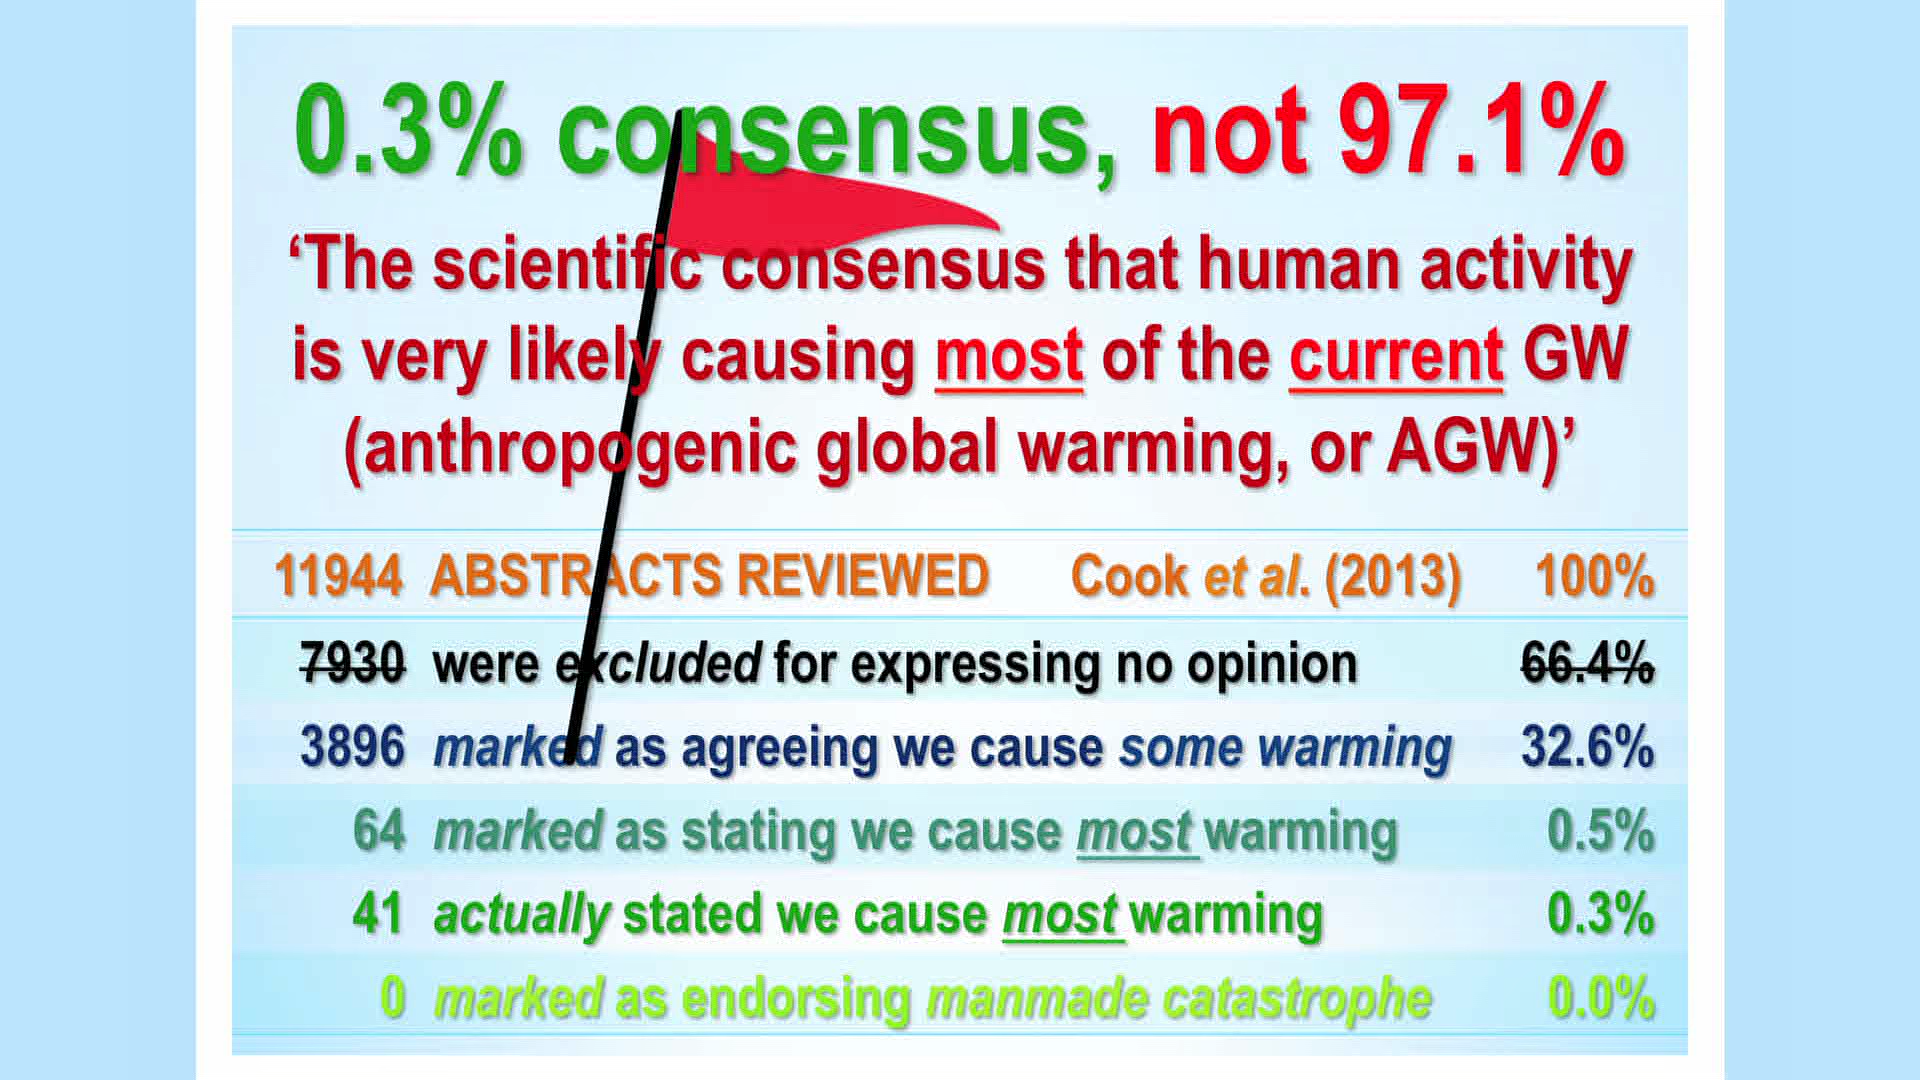 0.3% consensus, not 97.1%
‘The scientific consensus that human activity
is very likely causing most of the current GW
(anthropogenic global warming, or AGW)’
11944 ABSTRACTS REVIEWED Cook et al. (2013) 100%
7930 were excluded for expressing no opinion 66.4%
3896 marked as agreeing we cause some warming 32.6%
64 marked as stating we cause most warming 0.5%
41 actually stated we cause most warming 0.3%
0 marked as endorsing manmade catastrophe 0.0%